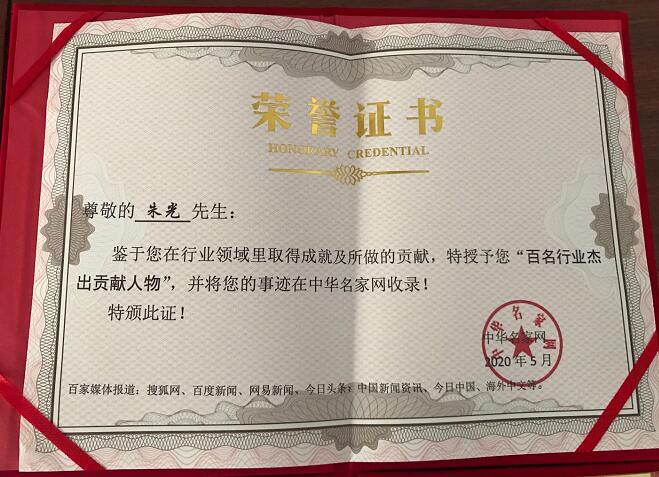 荣誉证书
HONORARY CREDENTIAL
尊敬的 朱光 先生：
鉴于您在行业领域里取得成就及所做的贡献，特授予您“百名行业杰
出贡献人物”，并将您的事迹在中华名家网收录！
特颁此证！
中华名家网
中华名家网
2020年5月
百家媒体报道：搜狐网、百度新闻、网易新闻、今日头条；中国新闻资讯、今日中国、海外中文等。